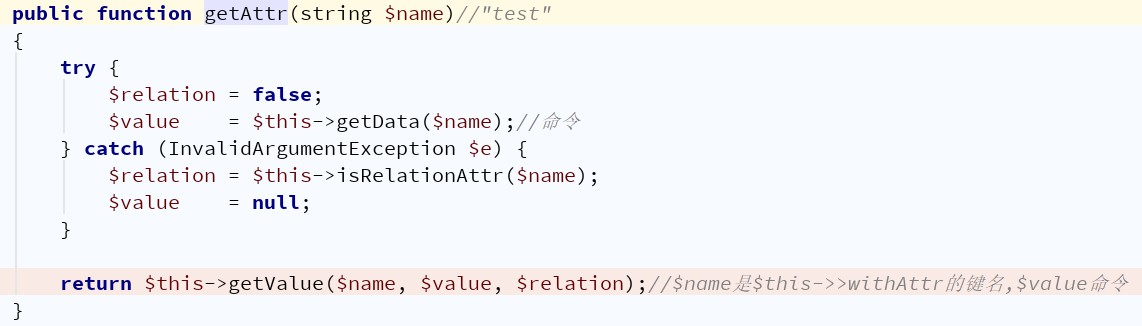 public function getAttr(string $name)//"test"
{
    try {
        $relation = false;
        $value    = $this->getData($name);//命令
    } catch (InvalidArgumentException $e) {
        $relation = $this->isRelationAttr($name);
        $value    = null;
    }
    return $this->getValue($name, $value, $relation);//$name是$this->>withAttr的键名,$value命令
}